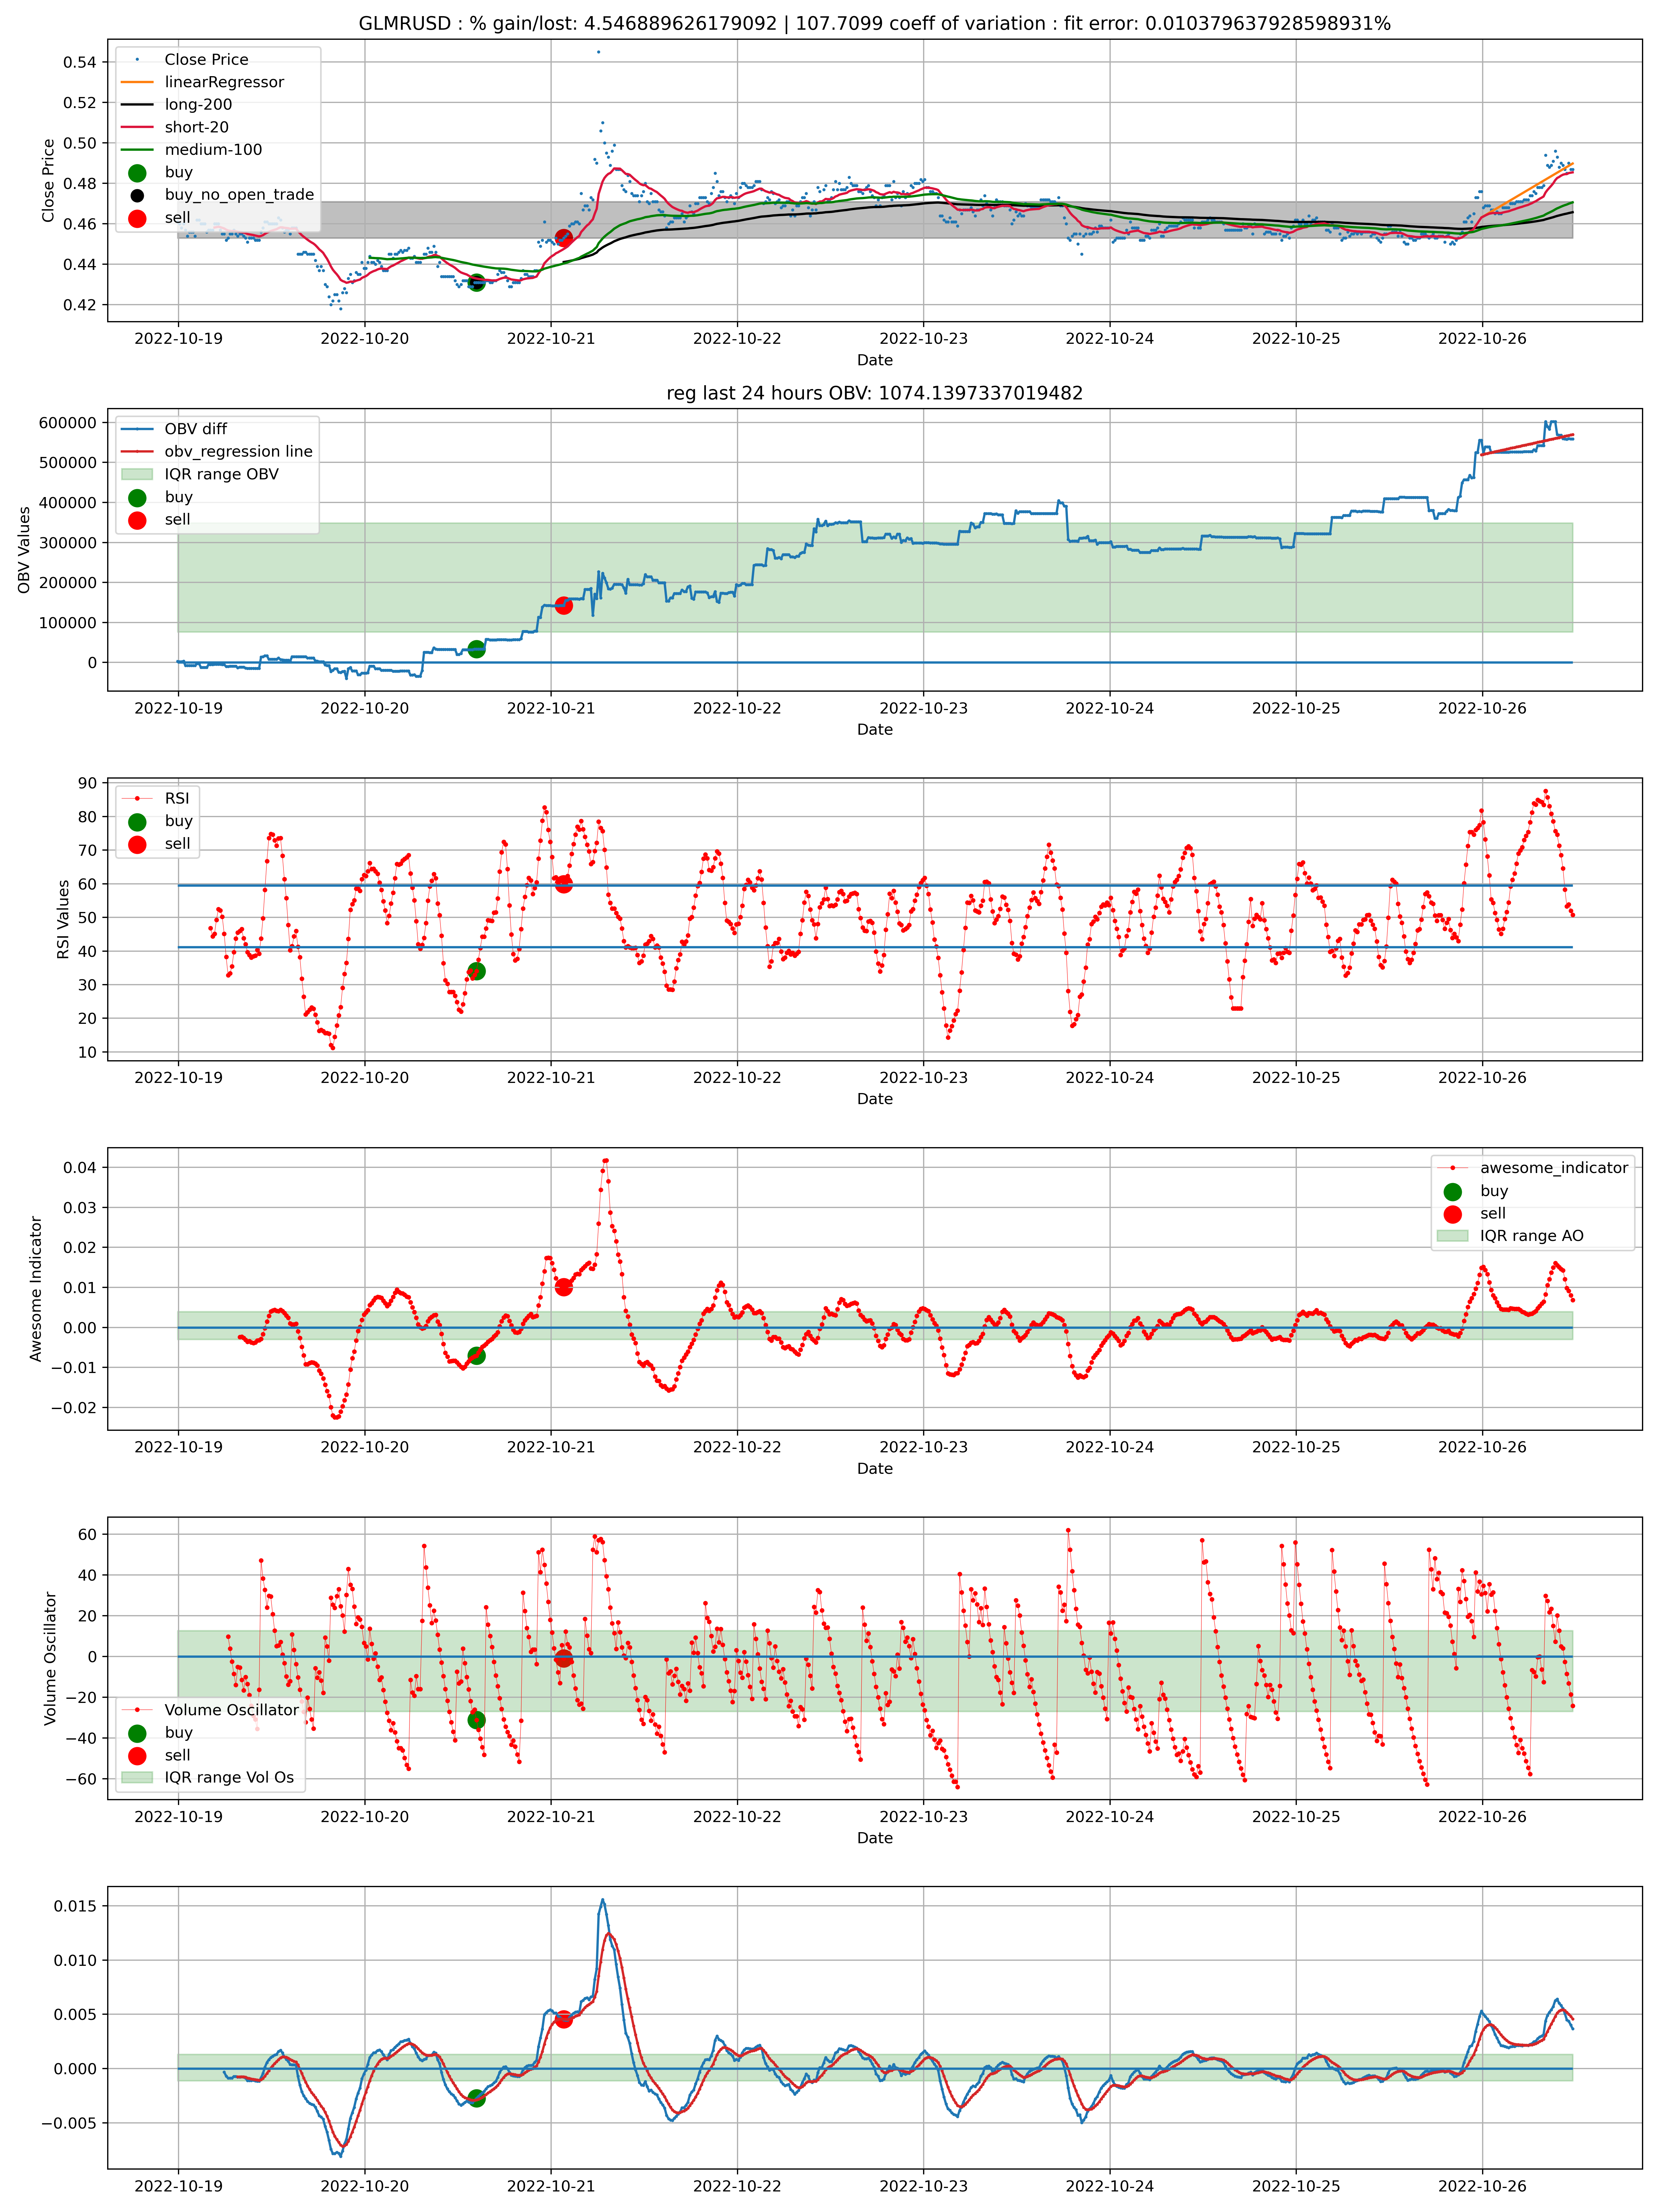 GLMRUSD : % gain/lost: 4.546889626179092 | 107.7099 coeff of variation : fit error: 0.010379637928598931%
Close Price
linearRegressor
long-200
short-20
medium-100
buy
buy_no_open_trade
sell
0.54
0.52
0.50
0.48
0.46
0.44
0.42
Close Price
2022-10-19 2022-10-20 2022-10-21 2022-10-22 2022-10-23 2022-10-24 2022-10-25 2022-10-26
Date
reg last 24 hours OBV: 1074.1397337019482
OBV diff
obv_regression line
IQR range OBV
buy
sell
600000
500000
400000
300000
200000
100000
0
OBV Values
2022-10-19 2022-10-20 2022-10-21 2022-10-22 2022-10-23 2022-10-24 2022-10-25 2022-10-26
Date
RSI
buy
sell
90
80
70
60
50
40
30
20
10
RSI Values
2022-10-19 2022-10-20 2022-10-21 2022-10-22 2022-10-23 2022-10-24 2022-10-25 2022-10-26
Date
awesome_indicator
buy
sell
IQR range AO
0.04
0.03
0.02
0.01
0.00
−0.01
−0.02
Awesome Indicator
2022-10-19 2022-10-20 2022-10-21 2022-10-22 2022-10-23 2022-10-24 2022-10-25 2022-10-26
Date
60
40
20
0
−20
−40
−60
Volume Oscillator
Volume Oscillator
buy
sell
IQR range Vol Os
2022-10-19 2022-10-20 2022-10-21 2022-10-22 2022-10-23 2022-10-24 2022-10-25 2022-10-26
Date
0.015
0.010
0.005
0.000
−0.005
2022-10-19 2022-10-20 2022-10-21 2022-10-22 2022-10-23 2022-10-24 2022-10-25 2022-10-26